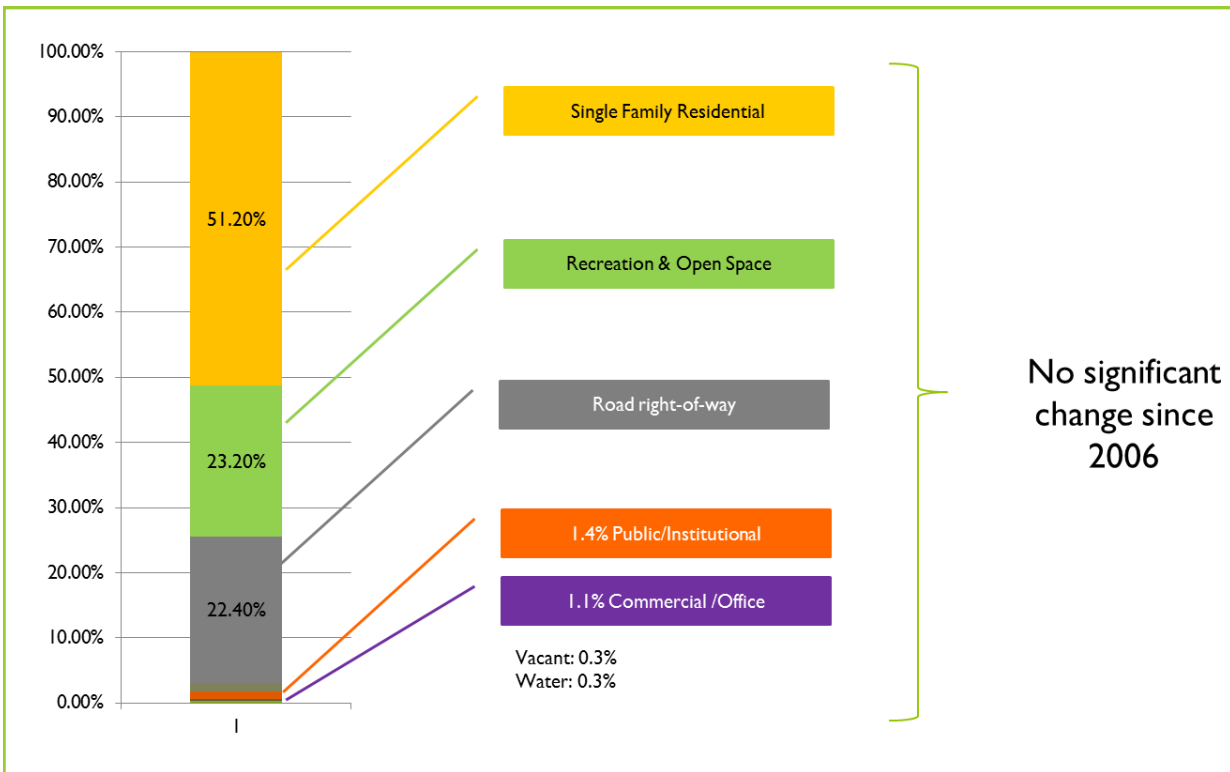 100.00%
90.00%
80.00%
70.00%
60.00%
50.00%
40.00%
30.00%
20.00%
10.00%
0.00%
51.20%
23.20%
22.40%
1
Single Family Residential
Recreation & Open Space
Road right-of-way
1.4% Public/Institutional
1.1% Commercial /Office
Vacant: 0.3%
Water: 0.3%
No significant
change since
2006